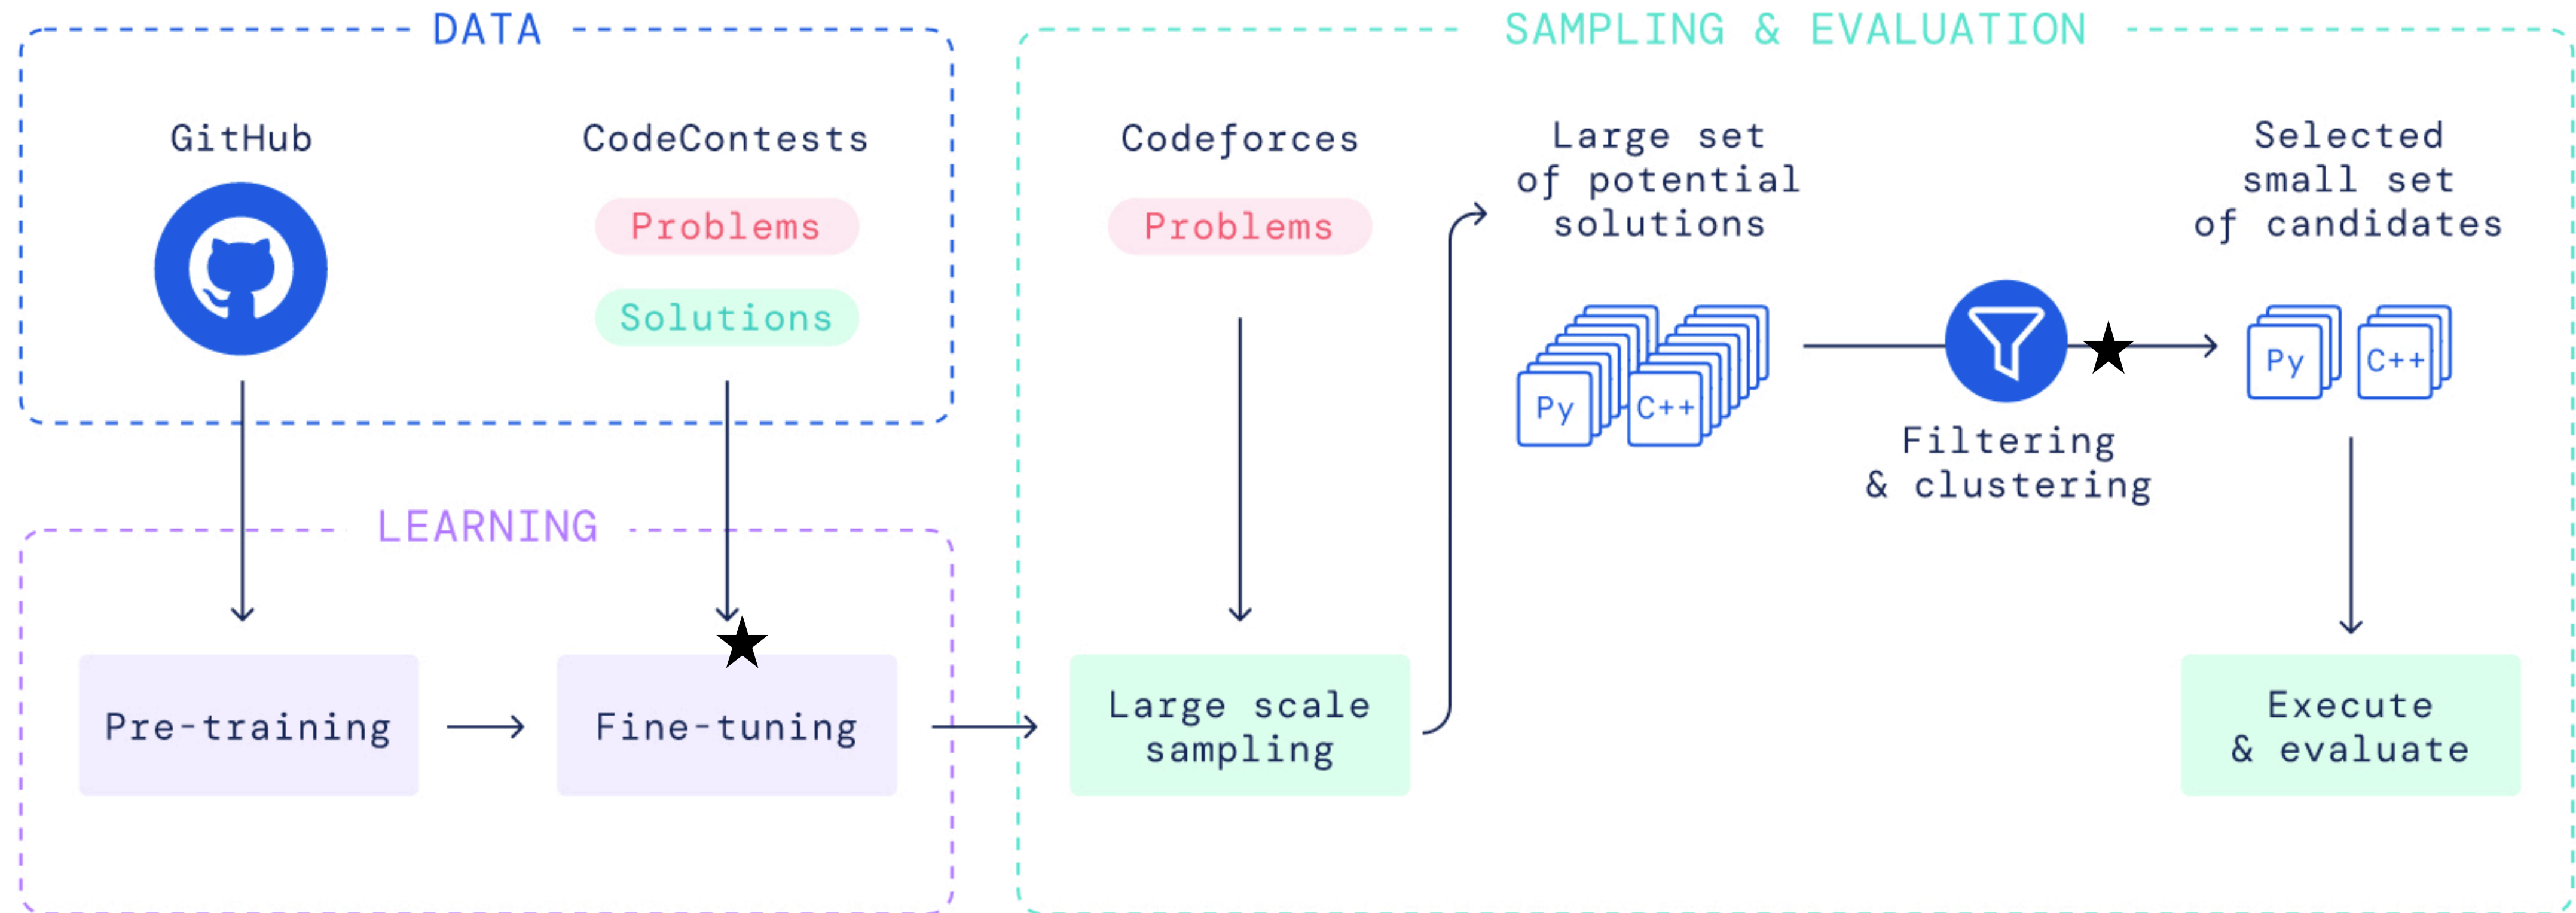 DATA
GitHub
CodeContests
Problems
Solutions
LEARNING
Pre-training
Fine-tuning
SAMPLING & EVALUATION
Codeforces
Problems
Large scale
sampling
Large set
of potential
solutions
Py
C++
Filtering
& clustering
Selected
small set
of candidates
Py
C++
Execute
& evaluate